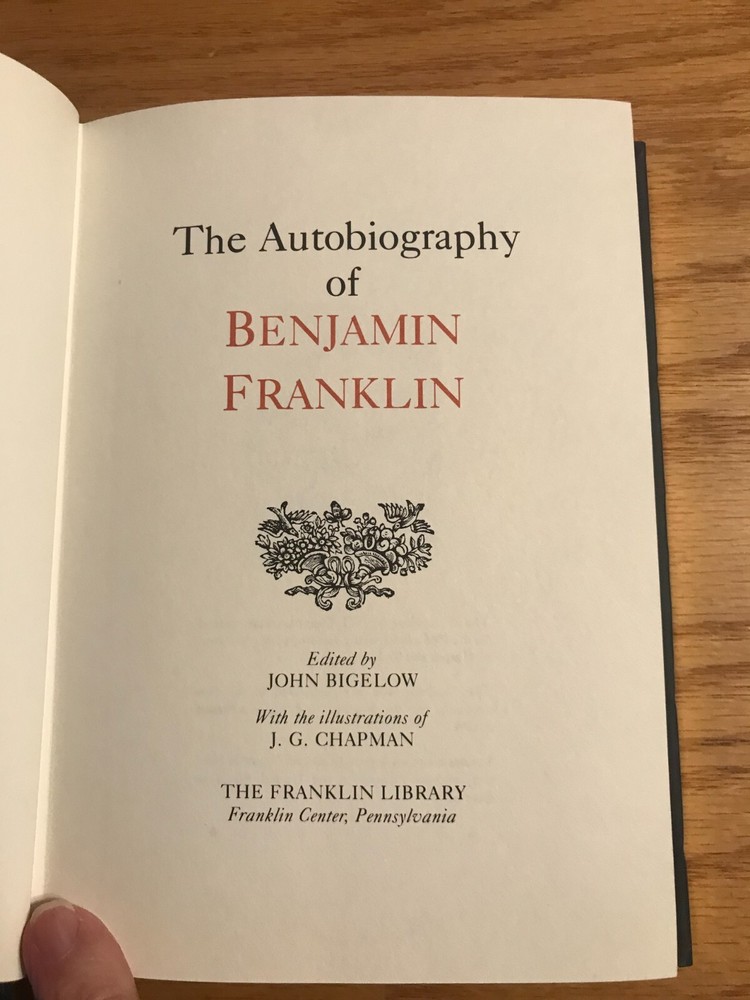 The Autobiography
of
BENJAMIN
FRANKLIN
Edited by
JOHN BIGELOW
With the illustrations of
J. G. CHAPMAN
THE FRANKLIN LIBRARY
Franklin Center, Pennsylvania